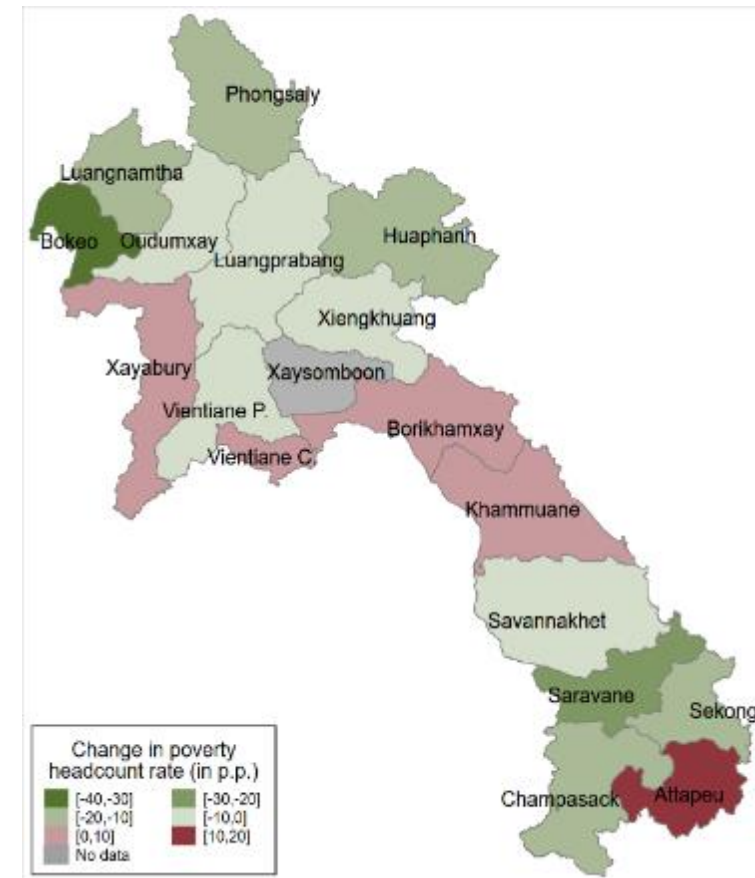 Phongsaly
Luangnamtha
Huaphanh
Bokeo
Oudumxay
Luangprabang
Xiengkhuang
Xayabury
Xaysomboon
Vientiane P.
Borikhamxay
Vientiane C.
Khammuane
Savannakhet
Saravane
Sekong
Champasack
Attapeu
Change in poverty
headcount rate (in p.p.)
[-40,-30] [-30,-20]
[-20,-10] [-10,0]
[0,10] [10,20]
No data